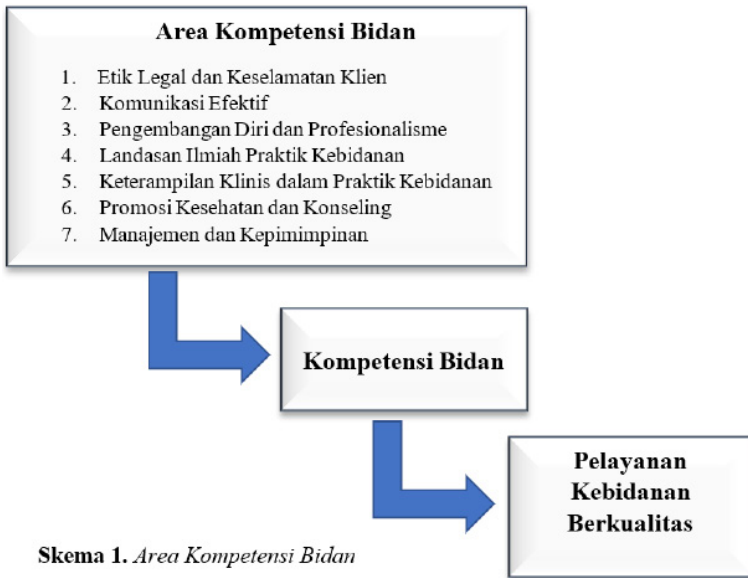 Area Kompetensi Bidan
1. Etik Legal dan Keselamatan Klien
2. Komunikasi Efektif
3. Pengembangan Diri dan Profesionalisme
4. Landasan Ilmiah Praktik Kebidanan
5. Keterampilan Klinis dalam Praktik Kebidanan
6. Promosi Kesehatan dan Konseling
7. Manajemen dan Kepimimpinan
Kompetensi Bidan
Pelayanan
Kebidanan
Berkualitas
Skema 1. Area Kompetensi Bidan